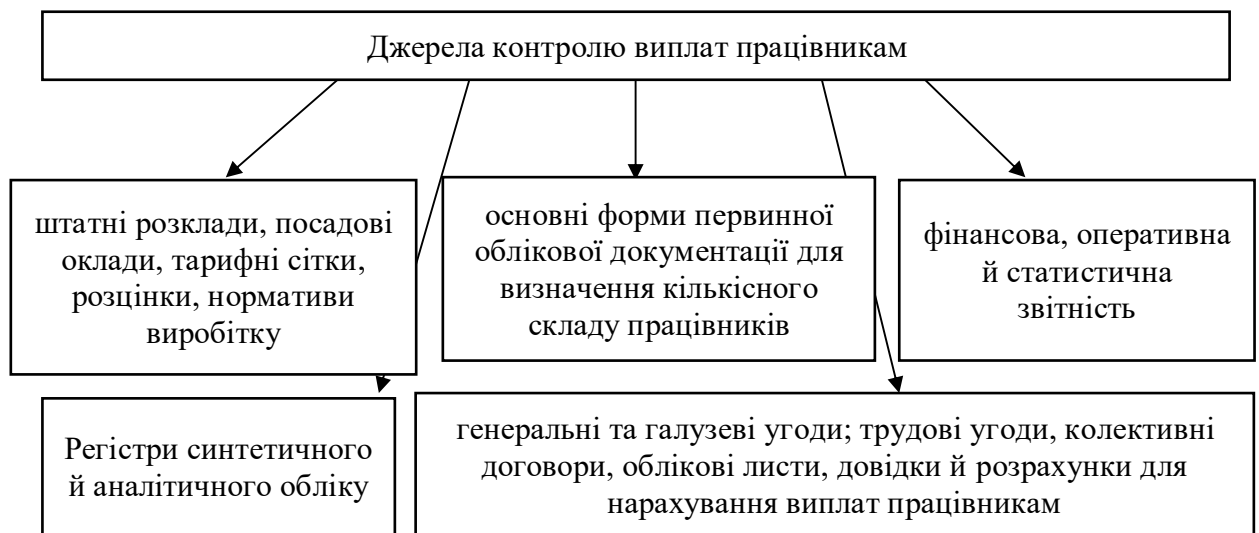 Джерела контролю виплат працівникам
штатні розклади, посадові
оклади, тарифні сітки,
розцінки, нормативи
виробітку
основні форми первинної
облікової документації для
визначення кількісного
складу працівників
фінансова, оперативна
й статистична
звітність
Регістри синтетичного
й аналітичного обліку
генеральні та галузеві угоди; трудові угоди, колективні
договори, облікові листи, довідки й розрахунки для
нарахування виплат працівникам